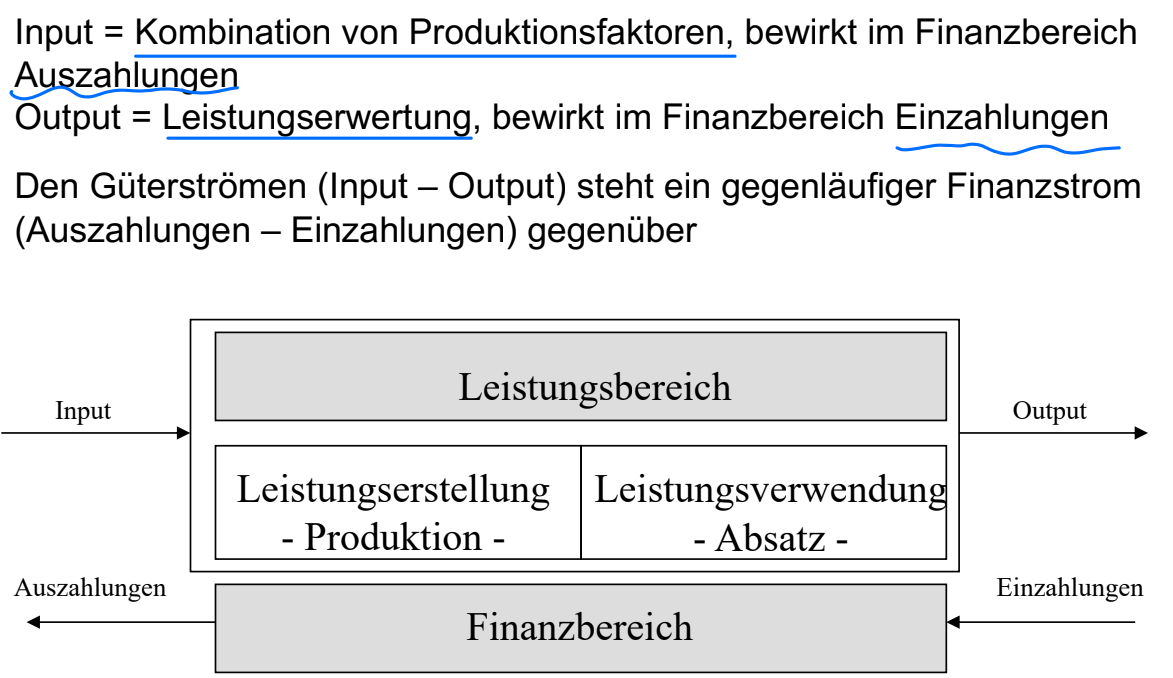 Input = Kombination von Produktionsfaktoren, bewirkt im Finanzbereich
Auszahlungen
Output = Leistungserwertung, bewirkt im Finanzbereich Einzahlungen
Den Güterströmen (Input – Output) steht ein gegenläufiger Finanzstrom
(Auszahlungen – Einzahlungen) gegenüber
Leistungsbereich
Input
Output
Leistungserstellung
- Produktion -
Leistungsverwendung
- Absatz -
Auszahlungen
Einzahlungen
Finanzbereich